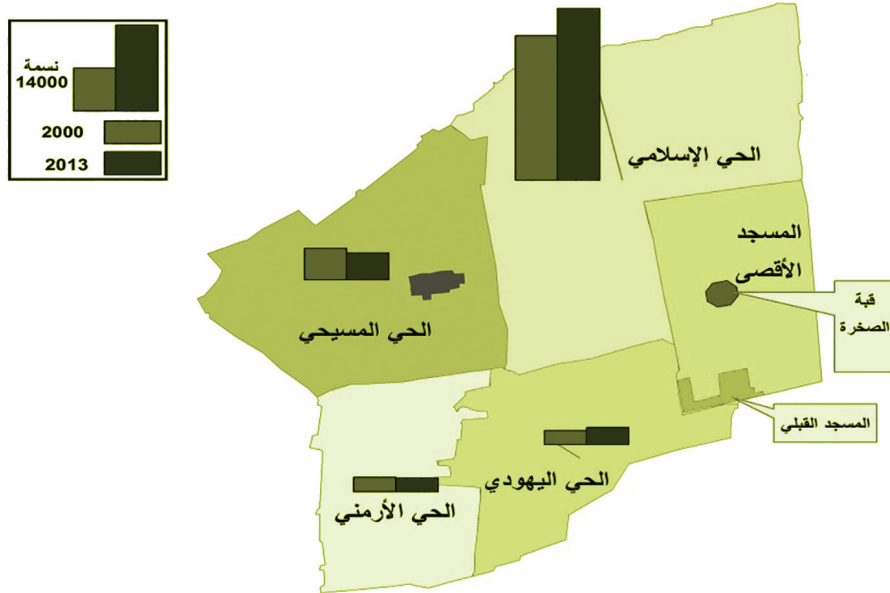 نسمة
14000
2000
2013
الحي الإسلامي
المسجد
الأقصى
قبة
الصخرة
الحي المسيحي
المسجد القبلي
الحي اليهودي
الحي الأرمني